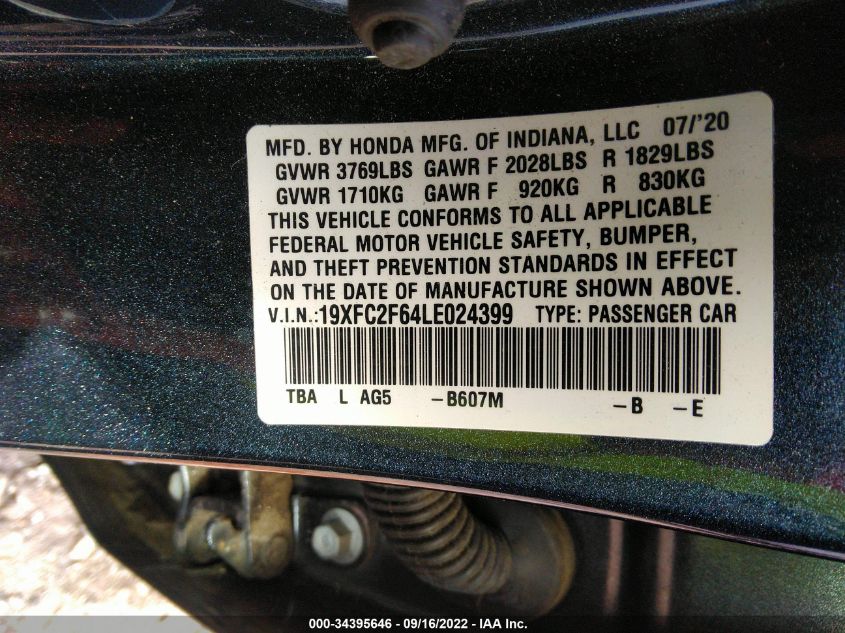 MFD. BY HONDA MFG. OF INDIANA, LLC 07/'20
GVWR 3769LBS GAWR F 2028LBS R 1829LBS
GVWR 1710KG GAWR F 920KG R 830KG
THIS VEHICLE CONFORMS TO ALL APPLICABLE
FEDERAL MOTOR VEHICLE SAFETY, BUMPER,
AND THEFT PREVENTION STANDARDS IN EFFECT
ON THE DATE OF MANUFACTURE SHOWN ABOVE.
V.I.N.:19XFC2F64LE024399 TYPE: PASSENGER CAR
TBA L AG5 -B607M -B -E
000-34395646 - 09/16/2022 - IAA Inc.